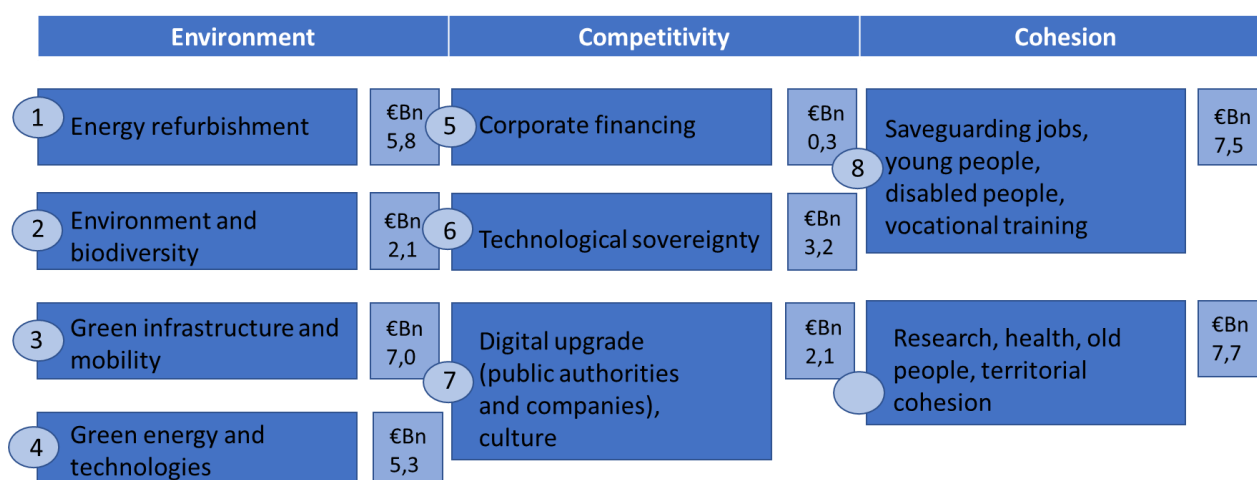 Environment
Competitivity
Cohesion
1
Energy refurbishment
€Bn
5,8
2
Environment and
biodiversity
€Bn
2,1
3
Green infrastructure and
mobility
€Bn
7,0
4
Green energy and
technologies
€Bn
5,3
5
Corporate financing
€Bn
0,3
6
Technological sovereignty
€Bn
3,2
7
Digital upgrade
(public authorities
and companies),
culture
€Bn
2,1
8
Saveguarding jobs,
young people,
disabled people,
vocational training
€Bn
7,5
Research, health, old
people, territorial
cohesion
€Bn
7,7